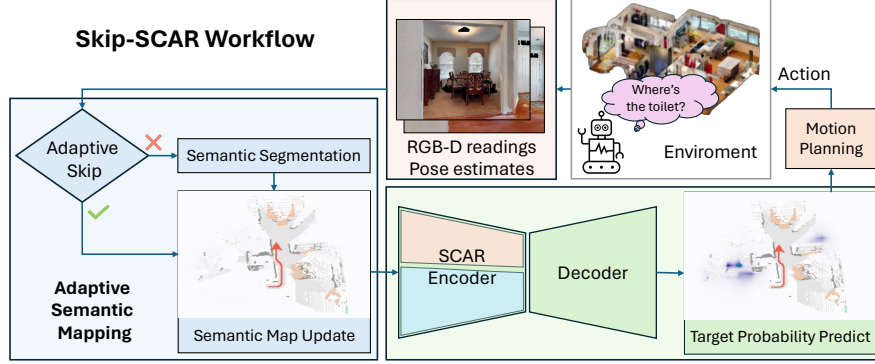 Skip-SCAR Workflow
Where's
the toilet?
Action
Adaptive
Skip
Semantic Segmentation
RGB-D readings
Pose estimates
Enviroment
Motion
Planning
SCAR
Encoder
Decoder
Adaptive
Semantic
Mapping
Semantic Map Update
Target Probability Predict